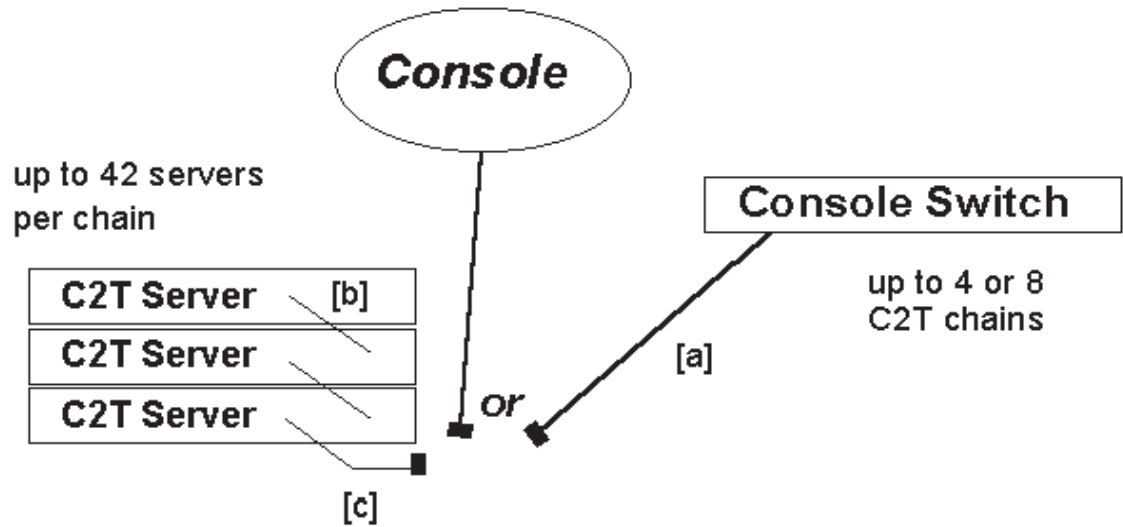 Console
up to 42 servers
per chain
Console Switch
up to 4 or 8
C2T chains
C2T Server [b]
C2T Server
C2T Server
[a]
or
[c]